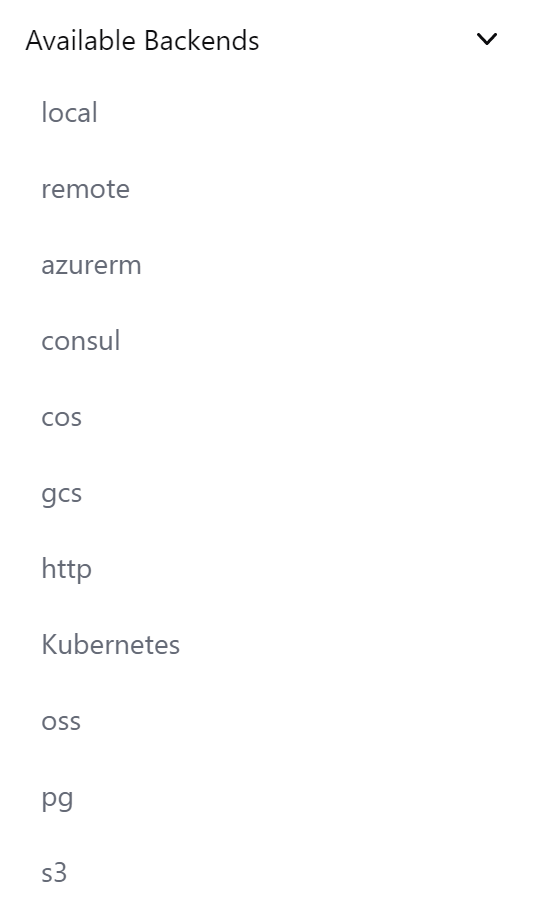 Available Backends
local
remote
azurerm
consul
cos
gcs
http
Kubernetes
oss
pg
s3